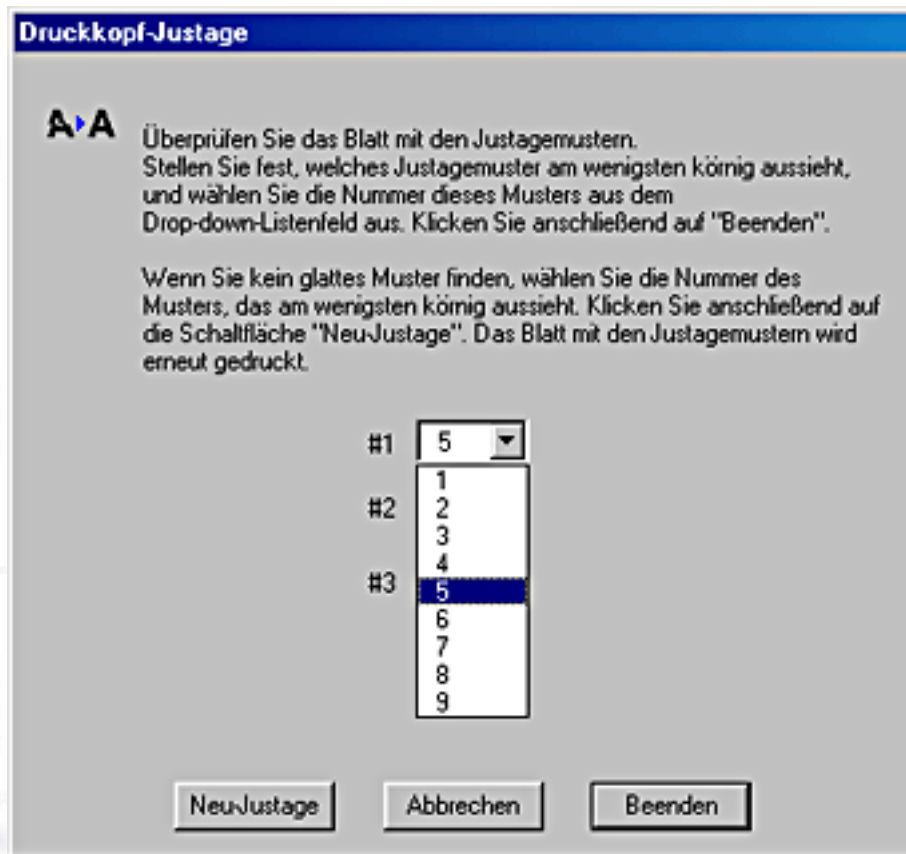 Druckkopf-Justage
A A
Überprüfen Sie das Blatt mit den Justagemustern.
Stellen Sie fest, welches Justagemuster am wenigsten körnig aussieht,
und wählen Sie die Nummer dieses Musters aus dem
Drop-down-Listenfeld aus. Klicken Sie anschließend auf "Beenden".
Wenn Sie kein glattes Muster finden, wählen Sie die Nummer des
Musters, das am wenigsten körnig aussieht. Klicken Sie anschließend auf
die Schaltfläche "Neu-Justage". Das Blatt mit den Justagemustern wird
erneut gedruckt.
#1 5
1
#2 2
3
4
#3 5
6
7
8
9
Neu-Justage Abbrechen Beenden